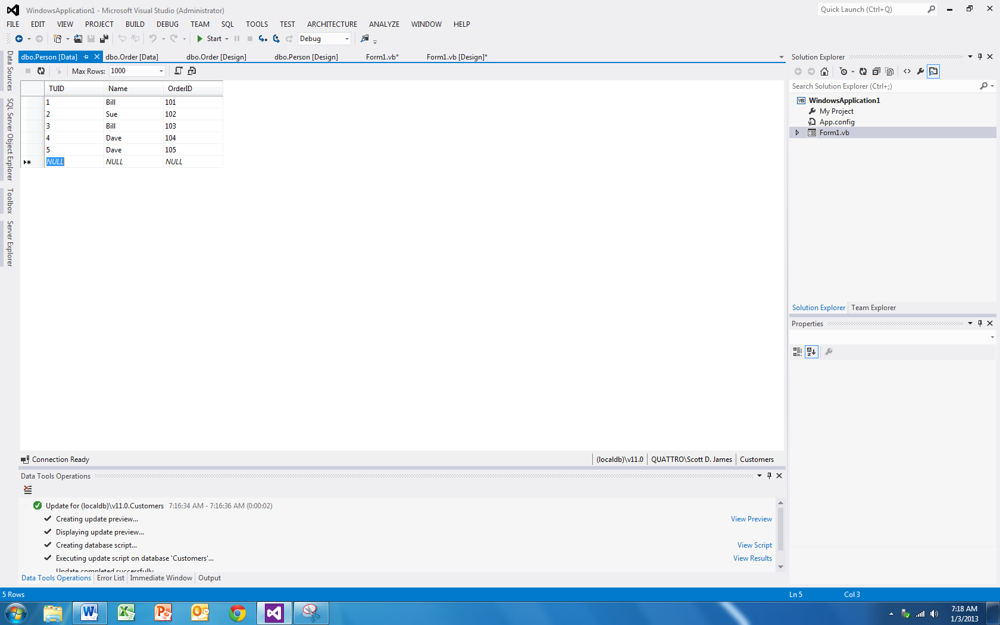 WindowsApplication1 - Microsoft Visual Studio (Administrator)
Quick Launch (Ctrl+Q)
FILE EDIT VIEW PROJECT BUILD DEBUG TEAM SQL TOOLS TEST ARCHITECTURE ANALYZE WINDOW HELP
Start Debug
Data Sources
SQL Server Object Explorer
Toolbox
Server Explorer
dbo.Person [Data] dbo.Order [Data] dbo.Order [Design] dbo.Person [Design] Form1.vb* Form1.vb [Design]*
Max Rows: 1000
TUID Name OrderID
1 Bill 101
2 Sue 102
3 Bill 103
4 Dave 104
5 Dave 105
NULL NULL NULL
Connection Ready
(localdb)\v11.0 QUATTRO\Scott D. James Customers
Data Tools Operations
Update for (localdb)\v11.0.Customers 7:16:34 AM - 7:16:36 AM (0:00:02)
Creating update preview... View Preview
Displaying update preview...
Creating database script... View Script
Executing update script on database 'Customers'... View Results
Update completed successfully
Data Tools Operations Error List Immediate Window Output
Solution Explorer
Search Solution Explorer (Ctrl+;)
VB WindowsApplication1
My Project
App.config
Form1.vb
Solution Explorer Team Explorer
Properties
5 Rows Ln 5 Col 3
7:18 AM
1/3/2013